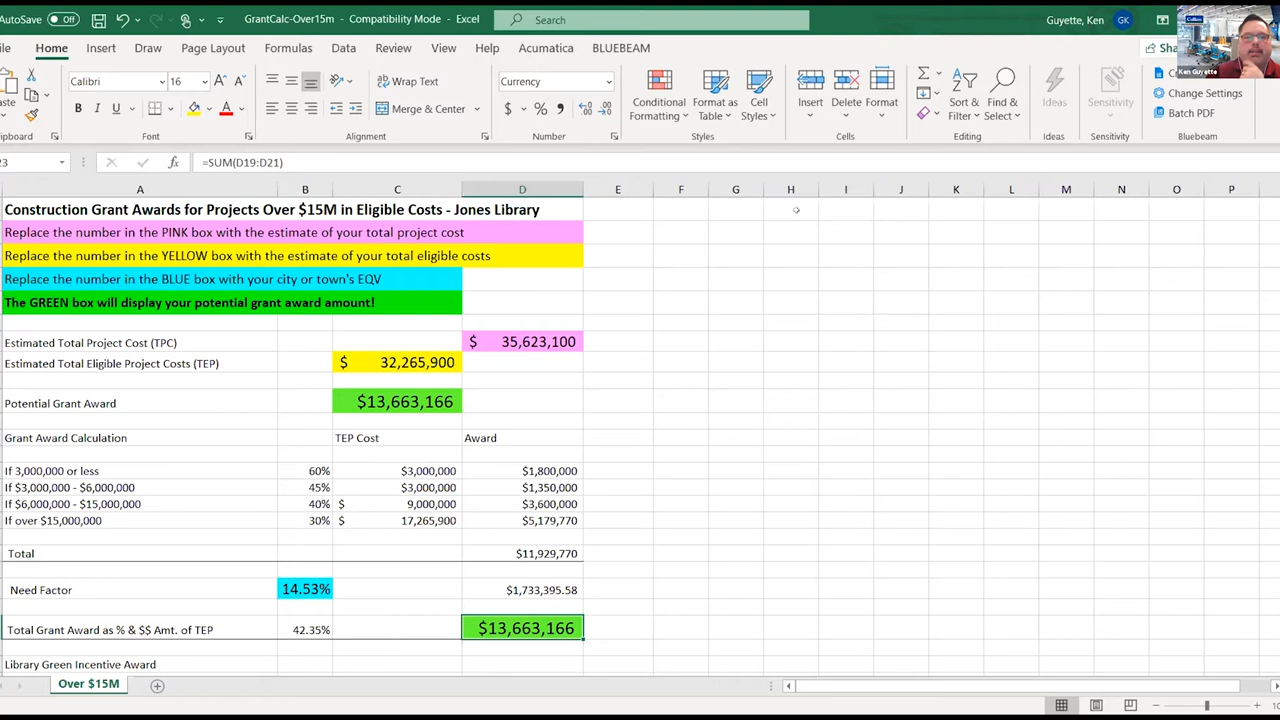 AutoSave Off GrantCalc-Over15m - Compatibility Mode - Excel Search Guyette, Ken GK
Home Insert Draw Page Layout Formulas Data Review View Help Acumatica BLUEBEAM
Calibri 16 Wrap Text Currency
B I U Merge & Center $ % Conditional Formatting Format as Table Cell Styles Insert Delete Format Sort & Filter Find & Select Ideas Sensitivity Change Settings
Batch PDF
Font Alignment Number Styles Cells Editing Ideas Sensitivity Bluebeam
Colliers
Ken Guyette
=SUM(D19:D21)
A B C D E F G H I J K L M N O P
Construction Grant Awards for Projects Over $15M in Eligible Costs - Jones Library
Replace the number in the PINK box with the estimate of your total project cost
Replace the number in the YELLOW box with the estimate of your total eligible costs
Replace the number in the BLUE box with your city or town's EQV
The GREEN box will display your potential grant award amount!
Estimated Total Project Cost (TPC) $ 35,623,100
Estimated Total Eligible Project Costs (TEP) $ 32,265,900
Potential Grant Award $13,663,166
Grant Award Calculation TEP Cost Award
If 3,000,000 or less 60% $3,000,000 $1,800,000
If $3,000,000 - $6,000,000 45% $3,000,000 $1,350,000
If $6,000,000 - $15,000,000 40% $ 9,000,000 $3,600,000
If over $15,000,000 30% $ 17,265,900 $5,179,770
Total $11,929,770
Need Factor 14.53% $1,733,395.58
Total Grant Award as % & $$ Amt. of TEP 42.35% $13,663,166
Library Green Incentive Award
Over $15M